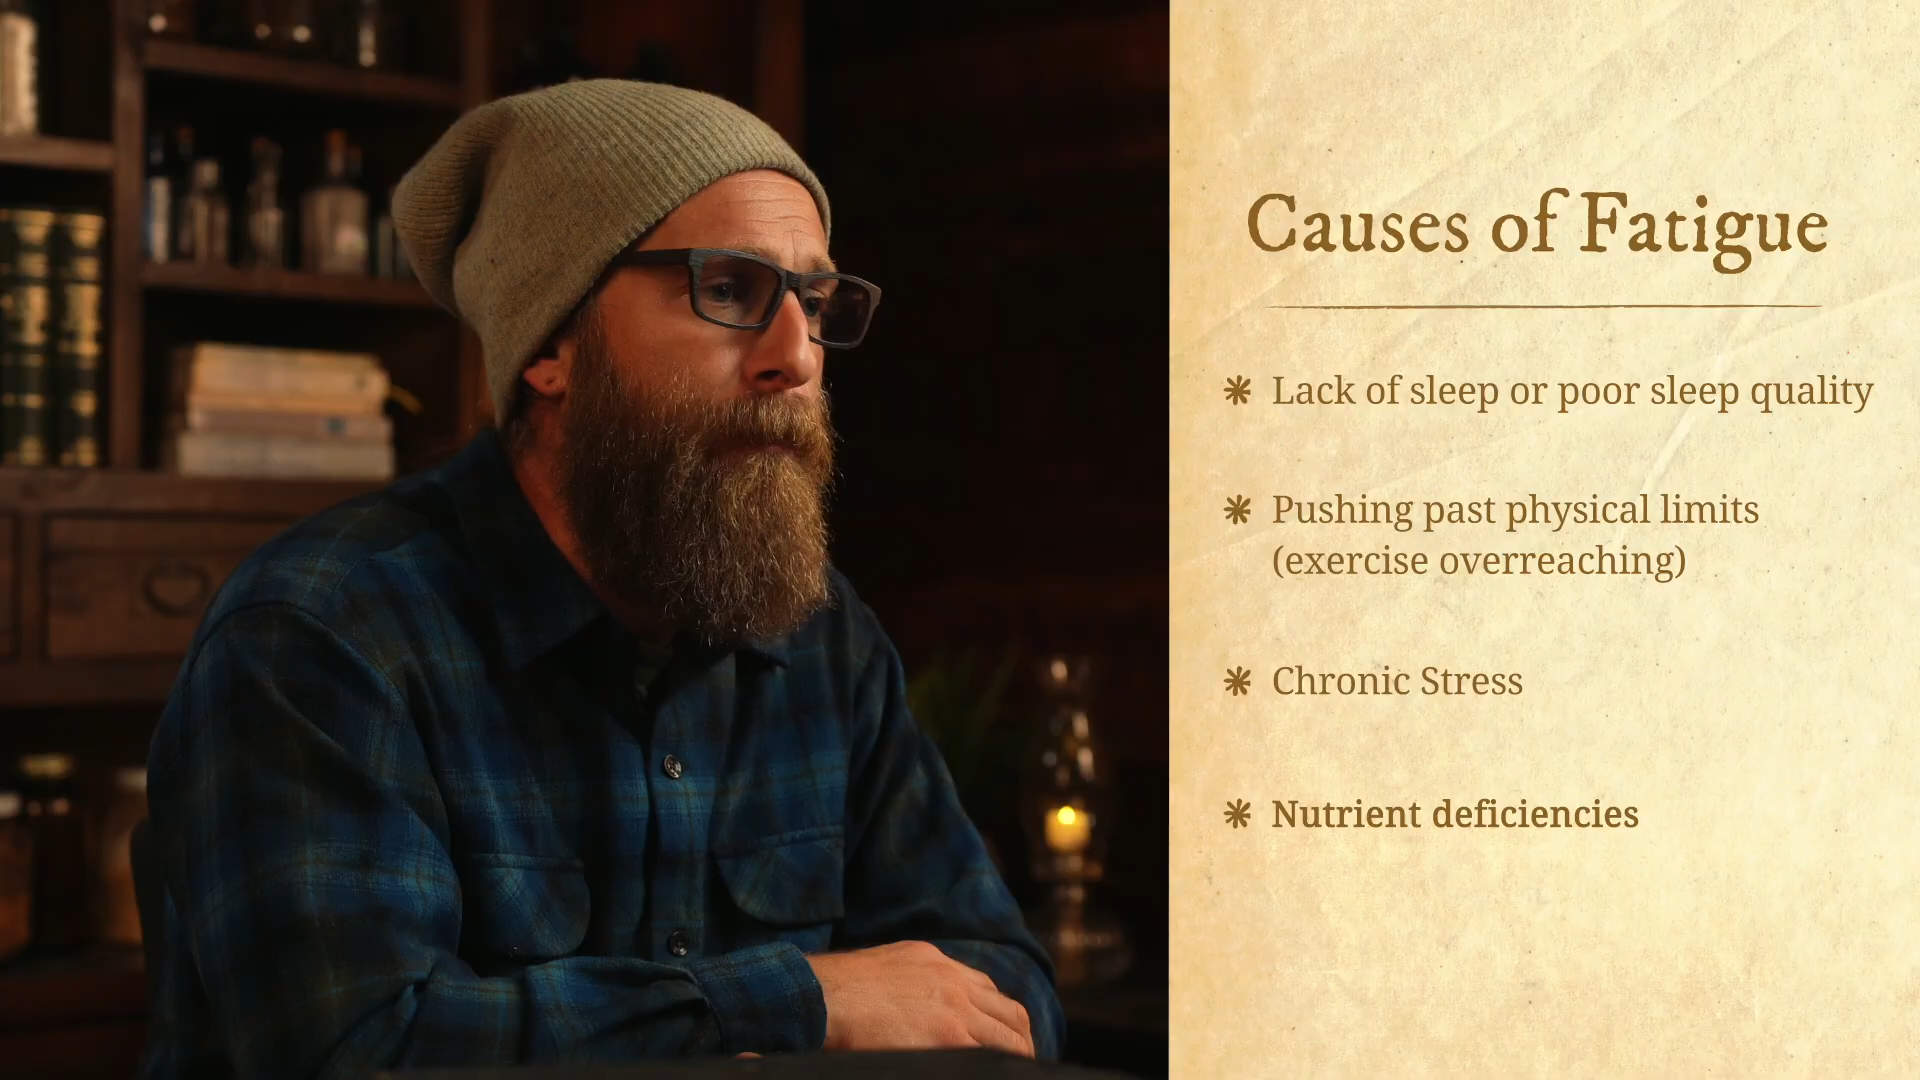 Causes of Fatigue
Lack of sleep or poor sleep quality
Pushing past physical limits
(exercise overreaching)
Chronic Stress
Nutrient deficiencies